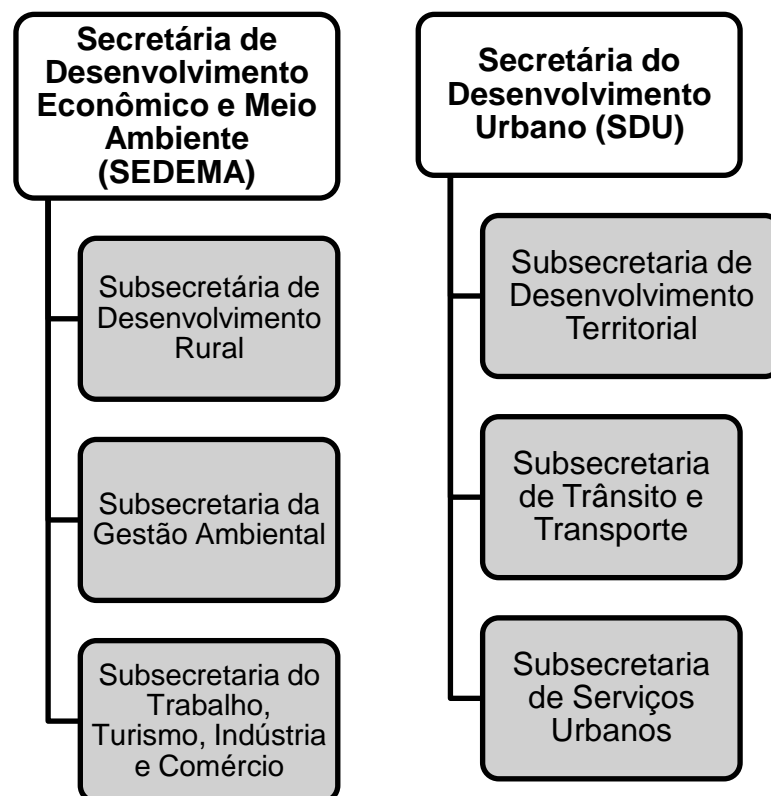 Secretária de
Desenvolvimento
Econômico e Meio
Ambiente
(SEDEMA)
Subsecretária de
Desenvolvimento
Rural
Subsecretaria da
Gestão Ambiental
Subsecretaria do
Trabalho,
Turismo, Indústria
e Comércio
Secretária do
Desenvolvimento
Urbano (SDU)
Subsecretaria de
Desenvolvimento
Territorial
Subsecretaria
de Trânsito e
Transporte
Subsecretaria
de Serviços
Urbanos